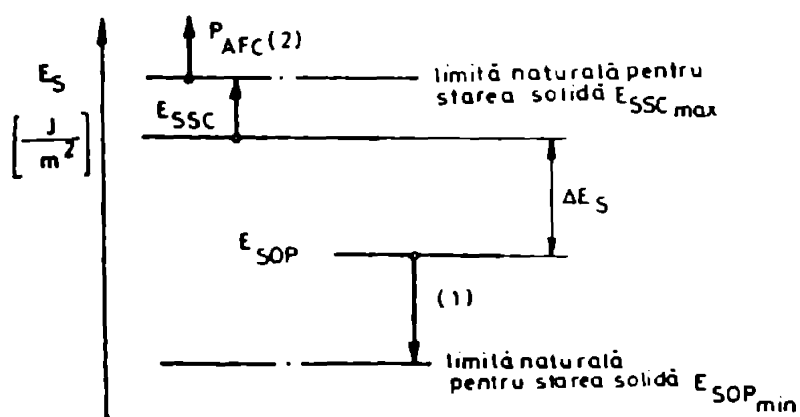 P_AFC (2)
E_S
[J/m²]
limită naturală pentru
starea solidă E_SSC max
E_SSC
ΔE_S
E_SOP
(1)
limită naturală
pentru starea solidă E_SOP min